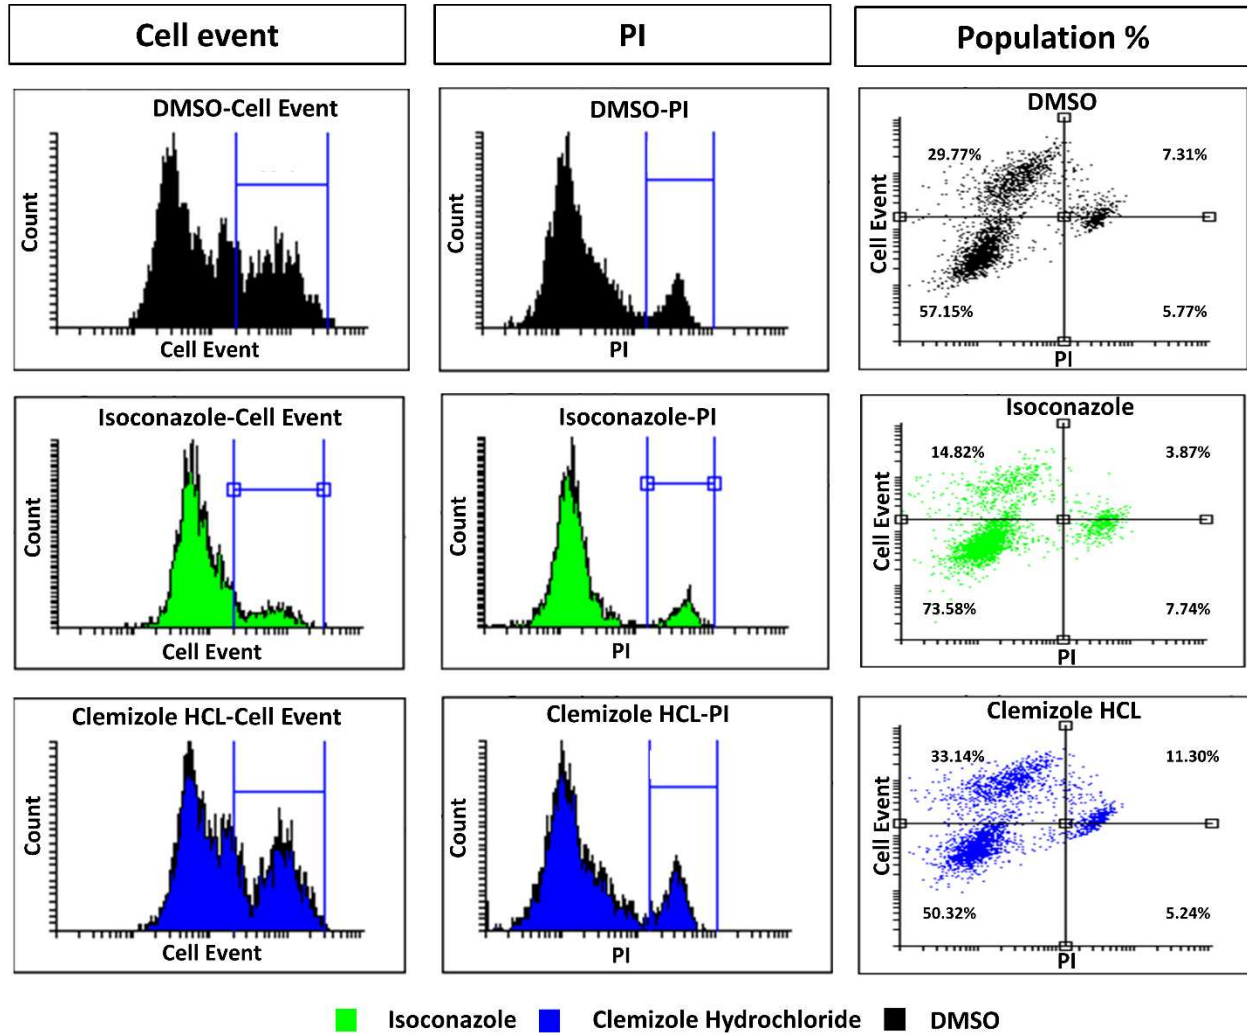 Cell event
PI
Population %
DMSO-Cell Event
Count
Cell Event
DMSO-PI
Count
PI
DMSO
29.77%
7.31%
Cell Event
57.15%
5.77%
PI
Isoconazole-Cell Event
Count
Cell Event
Isoconazole-PI
Count
PI
Isoconazole
14.82%
3.87%
Cell Event
73.58%
7.74%
PI
Clemizole HCL-Cell Event
Count
Cell Event
Clemizole HCL-PI
Count
PI
Clemizole HCL
33.14%
11.30%
Cell Event
50.32%
5.24%
PI
Isoconazole
Clemizole Hydrochloride
DMSO